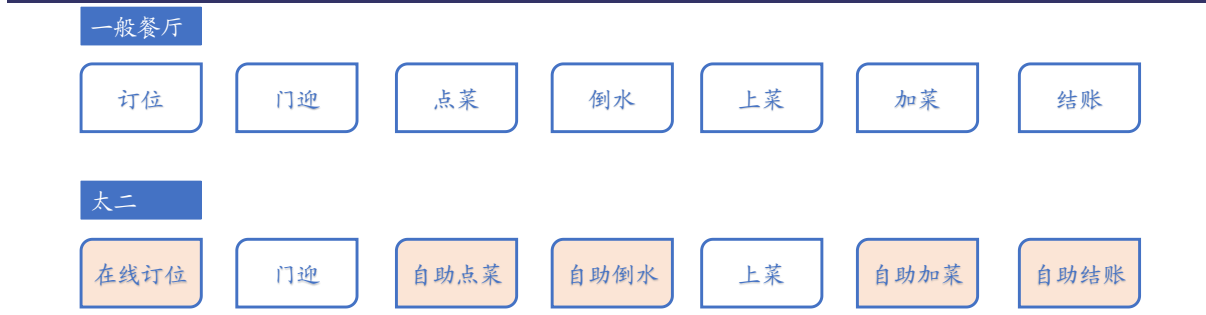 一般餐厅
订位 门迎 点菜 倒水 上菜 加菜 结账
太二
在线订位 门迎 自助点菜 自助倒水 上菜 自助加菜 自助结账